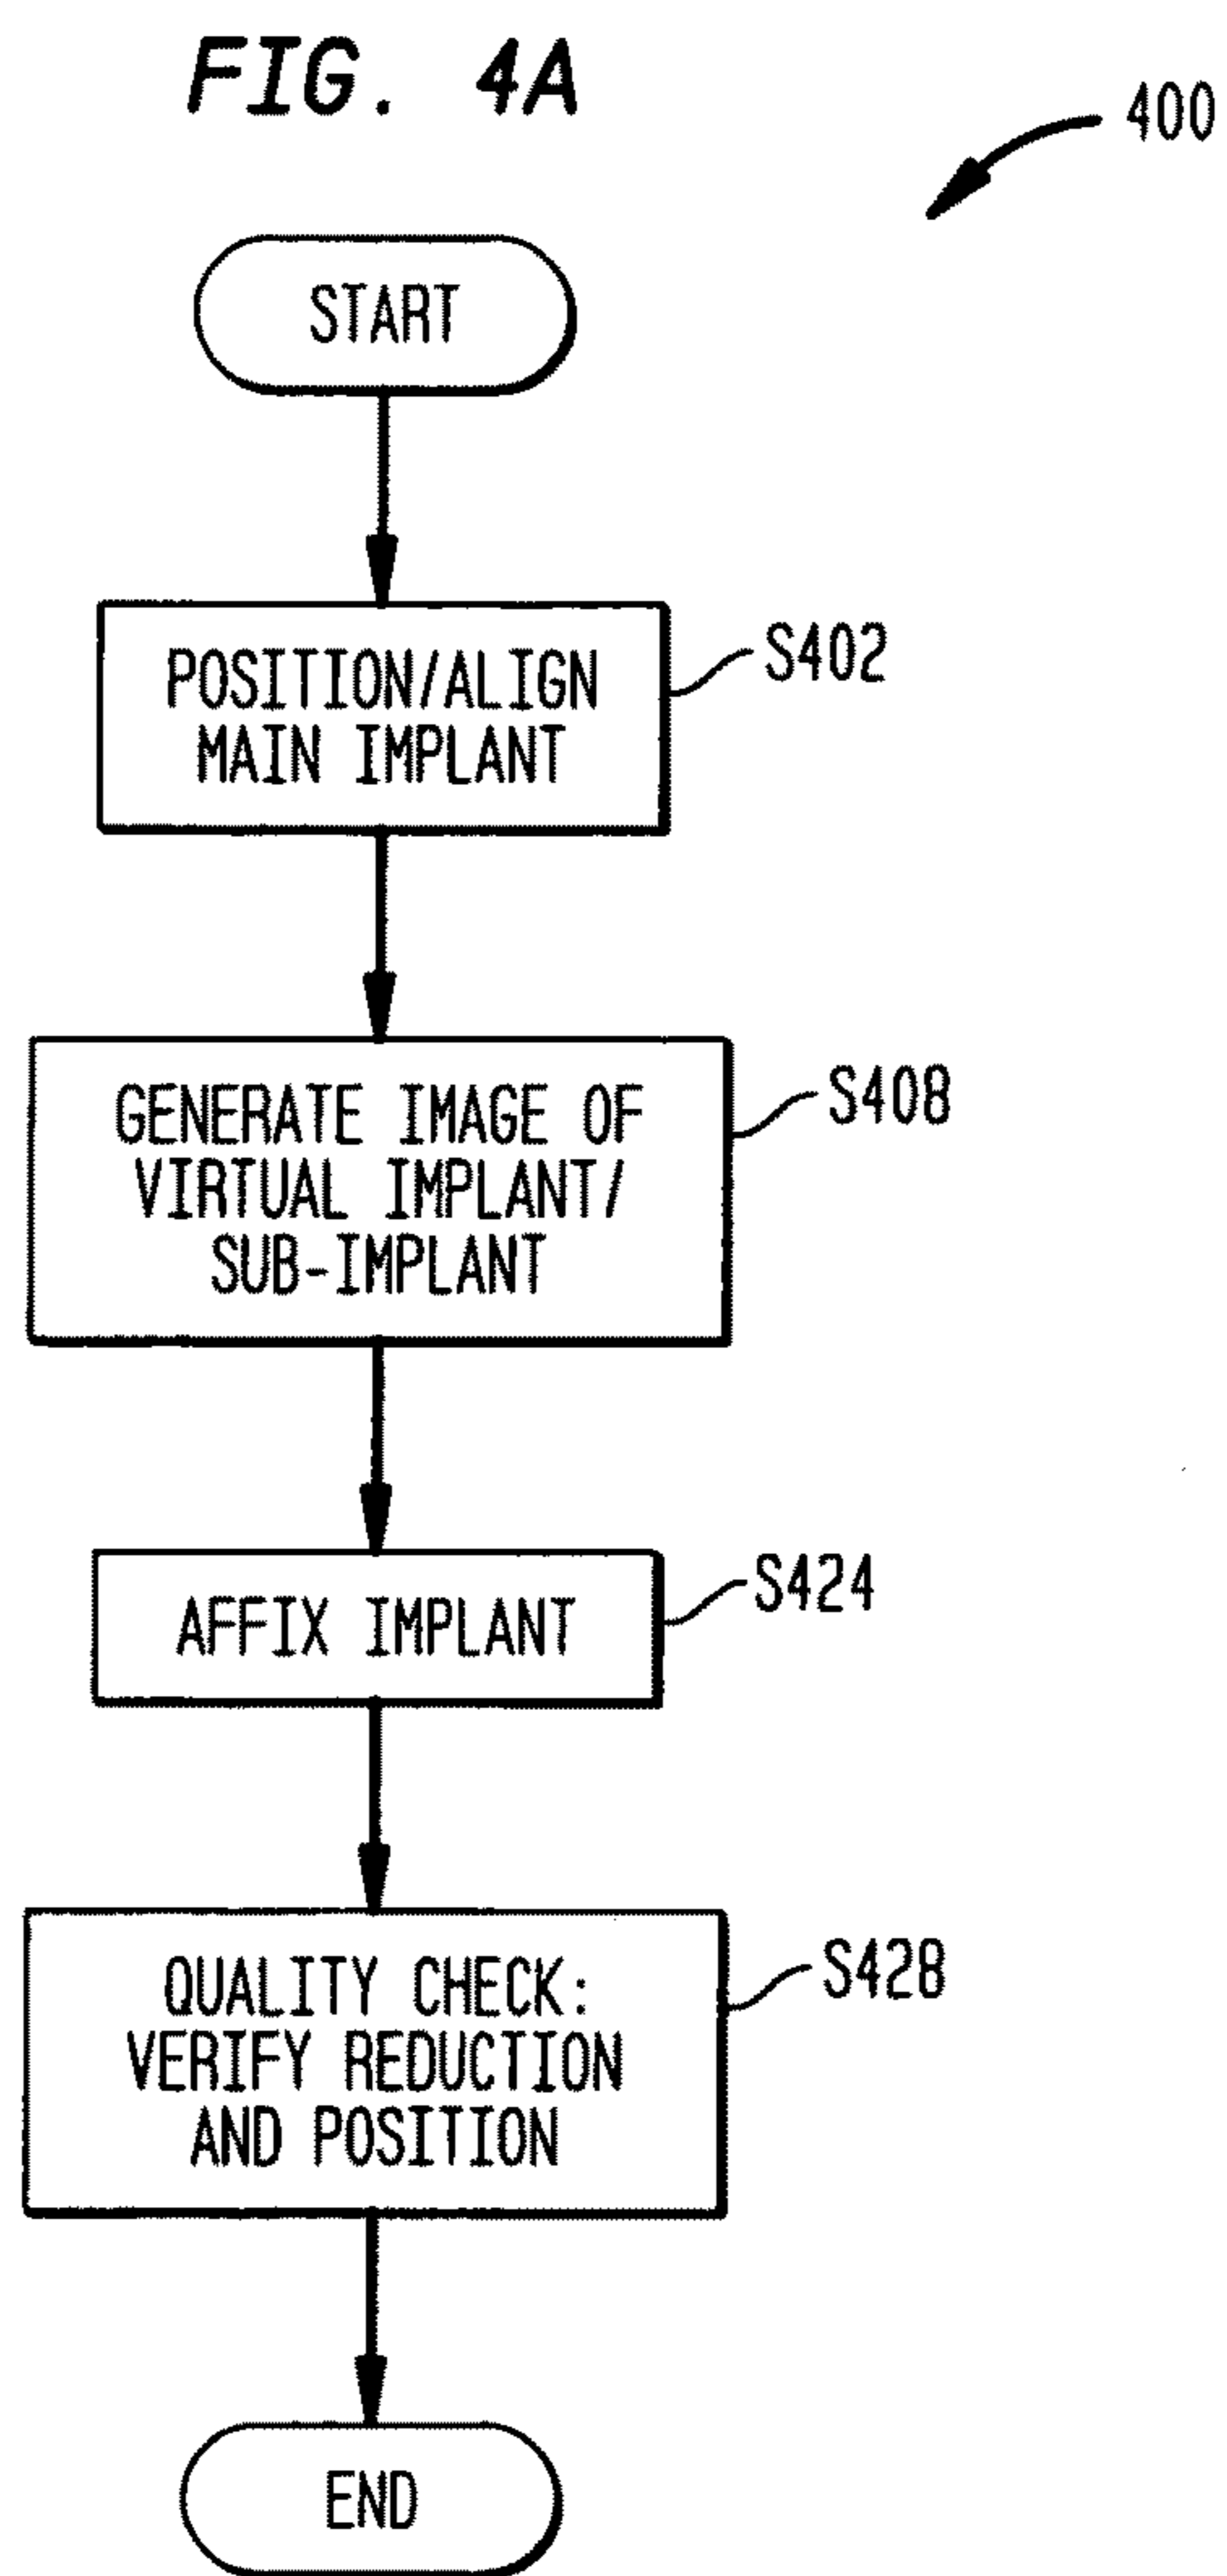 FIG. 4A
400
START
POSITION/ALIGN
MAIN IMPLANT
S402
GENERATE IMAGE OF
VIRTUAL IMPLANT/
SUB-IMPLANT
S408
AFFIX IMPLANT
S424
QUALITY CHECK:
VERIFY REDUCTION
AND POSITION
S428
END